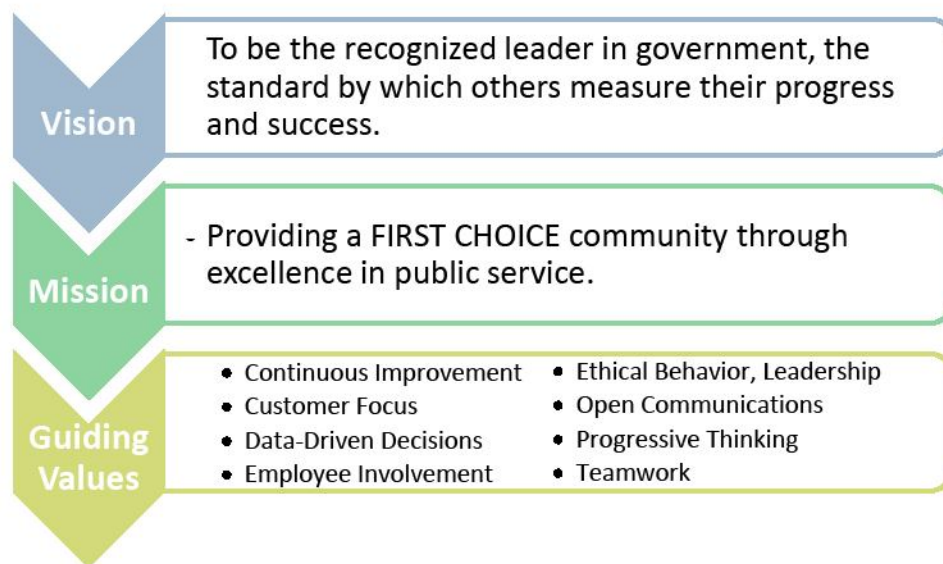 Vision
To be the recognized leader in government, the
standard by which others measure their progress
and success.
Mission
- Providing a FIRST CHOICE community through
excellence in public service.
Guiding
Values
• Continuous Improvement
• Customer Focus
• Data-Driven Decisions
• Employee Involvement
• Ethical Behavior, Leadership
• Open Communications
• Progressive Thinking
• Teamwork